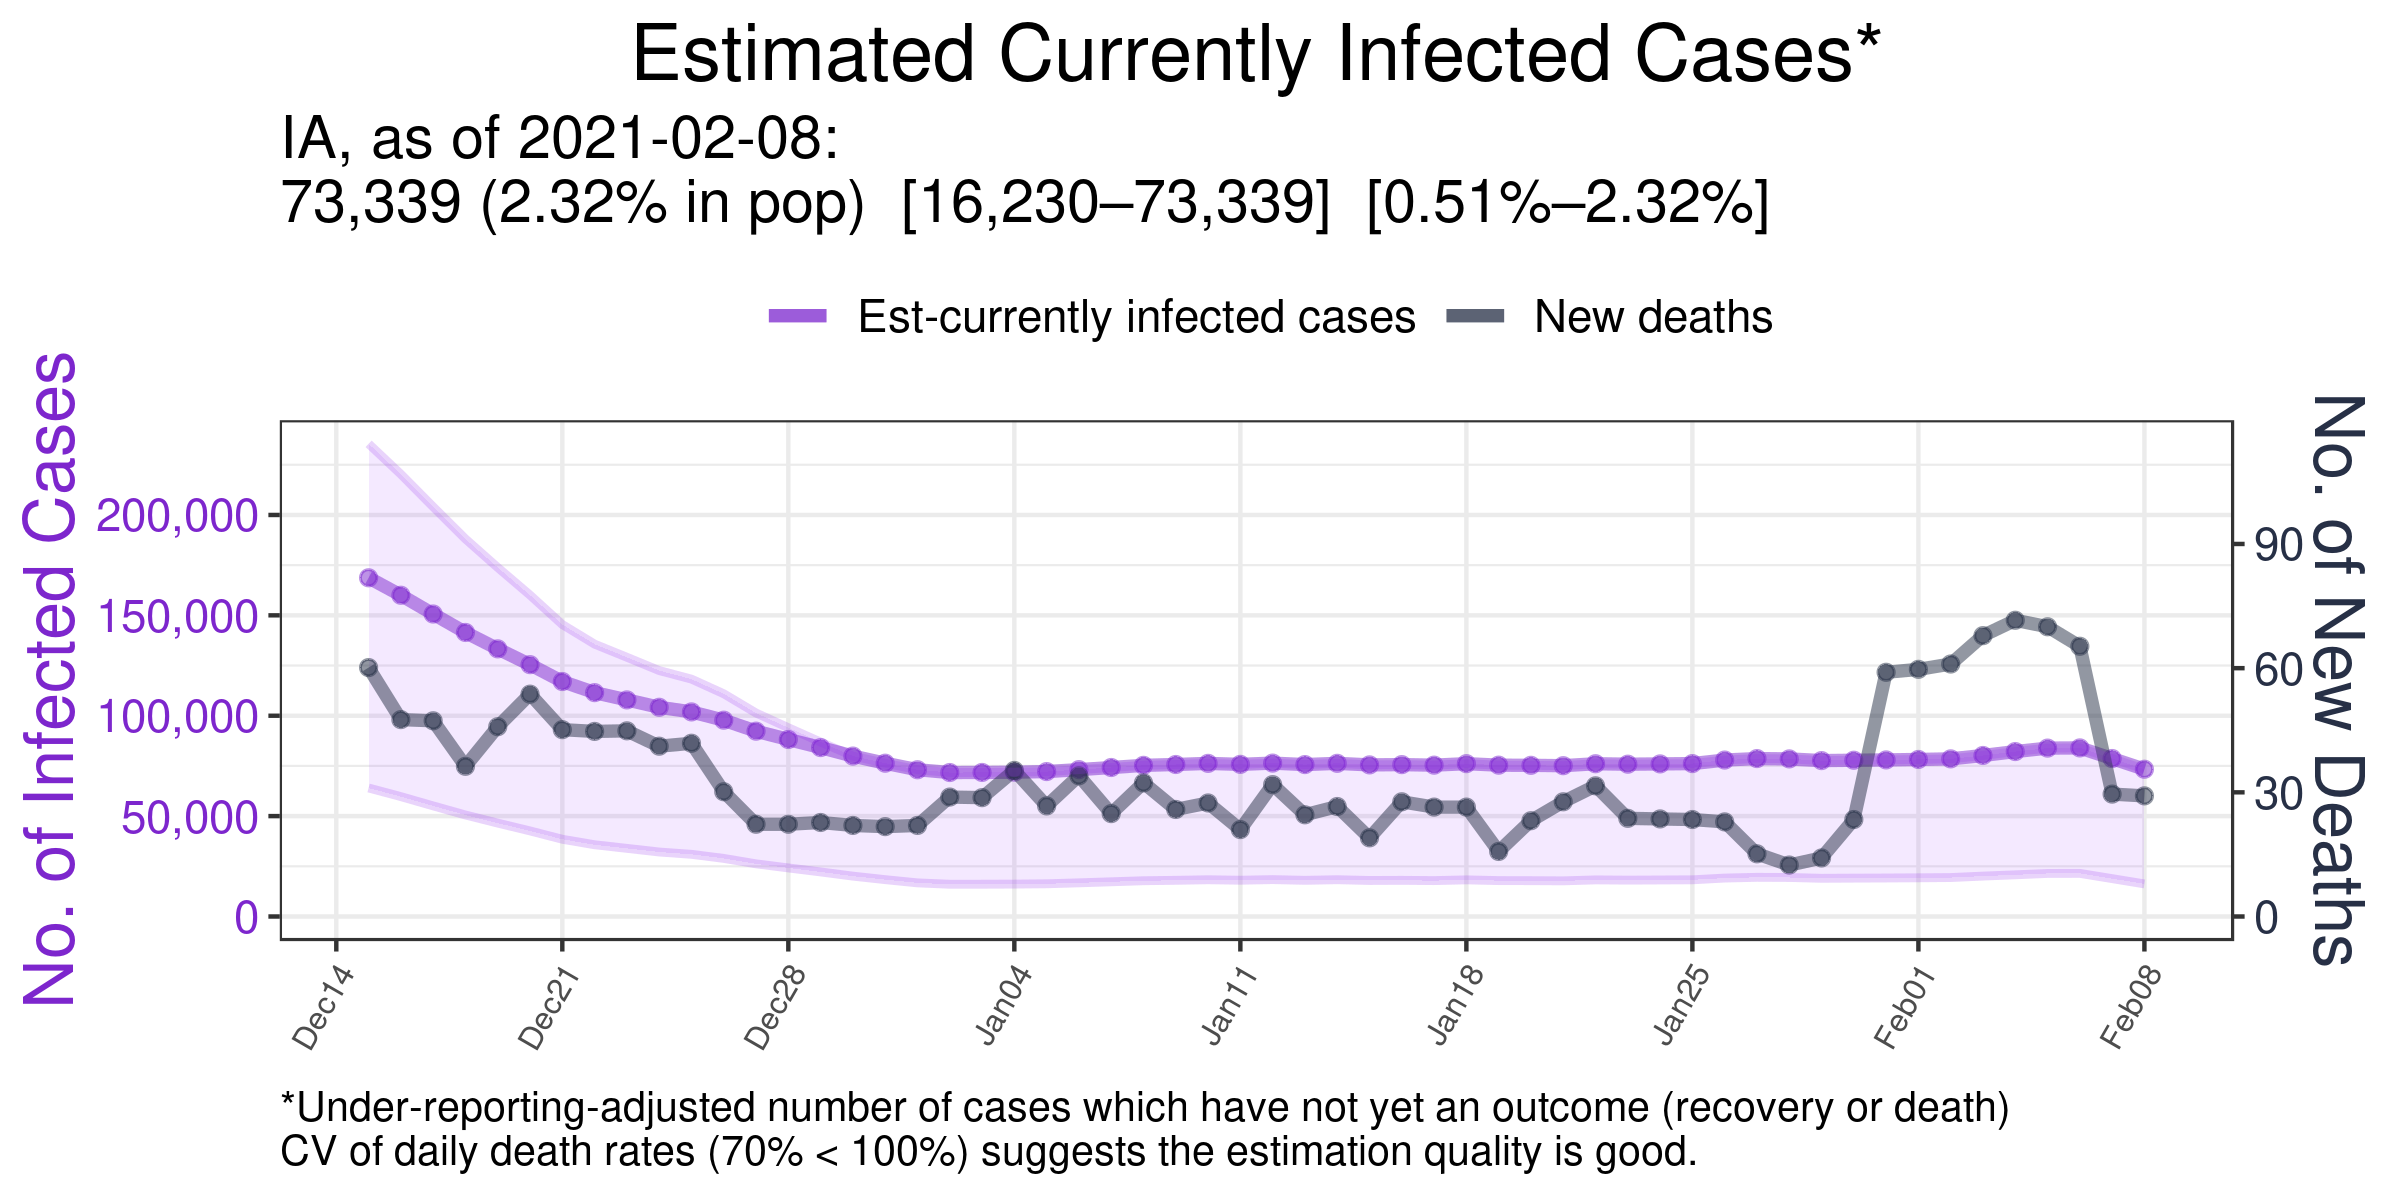 Estimated Currently Infected Cases*
IA, as of 2021-02-08:
73,339 (2.32% in pop)  [16,230–73,339]  [0.51%–2.32%]
Est-currently infected cases
New deaths
No. of Infected Cases
200,000
150,000
100,000
50,000
0
No. of New Deaths
90
60
30
0
Dec14
Dec21
Dec28
Jan04
Jan11
Jan18
Jan25
Feb01
Feb08
*Under-reporting-adjusted number of cases which have not yet an outcome (recovery or death)
CV of daily death rates (70% < 100%) suggests the estimation quality is good.